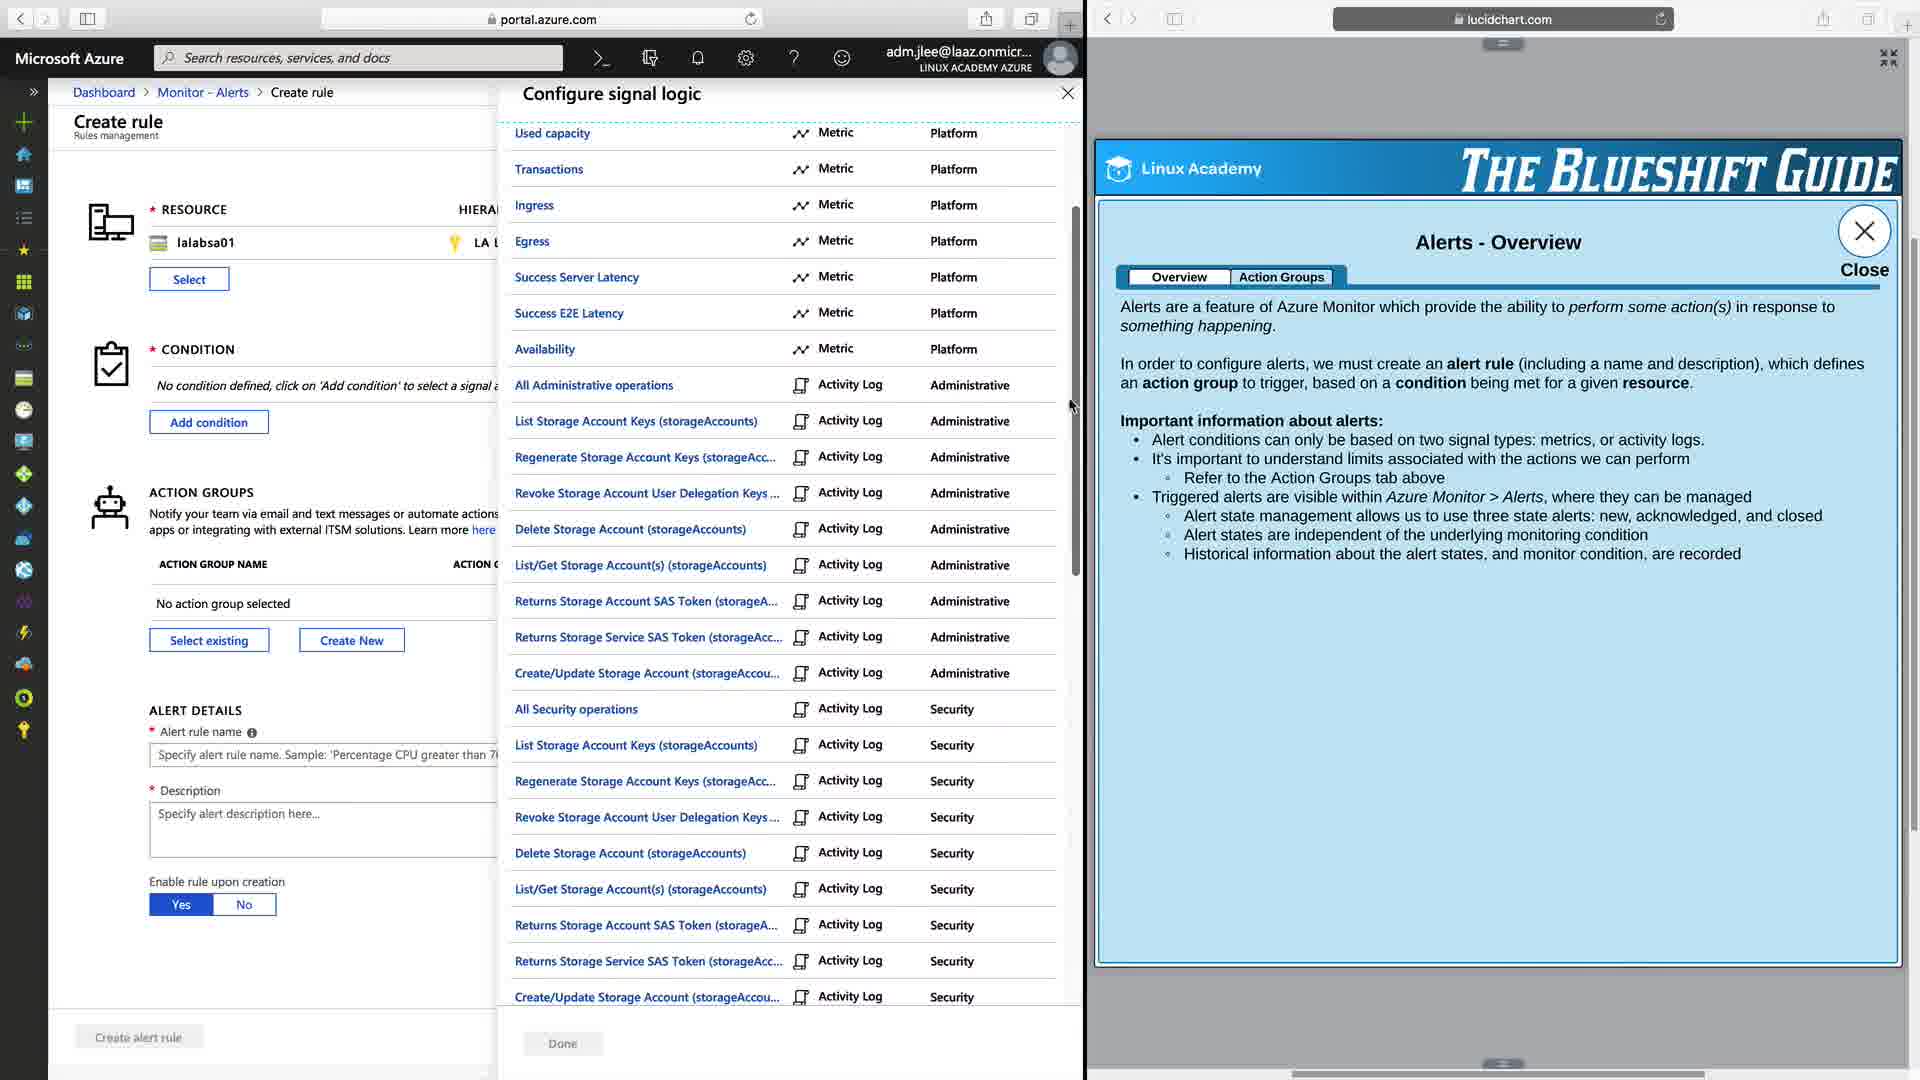 portal.azure.com
Microsoft Azure
Search resources, services, and docs
adm.jlee@laaz.onmicr...
LINUX ACADEMY AZURE
Dashboard > Monitor - Alerts > Create rule
Create rule
Rules management
* RESOURCE
HIERA
lalabsa01
LA L
Select
* CONDITION
No condition defined, click on 'Add condition' to select a signal a
Add condition
ACTION GROUPS
Notify your team via email and text messages or automate actions
apps or integrating with external ITSM solutions. Learn more here
ACTION GROUP NAME
ACTION G
No action group selected
Select existing
Create New
ALERT DETAILS
* Alert rule name
Specify alert rule name. Sample: 'Percentage CPU greater than 70
* Description
Specify alert description here...
Enable rule upon creation
Yes
No
Create alert rule
Configure signal logic
Used capacity Metric Platform
Transactions Metric Platform
Ingress Metric Platform
Egress Metric Platform
Success Server Latency Metric Platform
Success E2E Latency Metric Platform
Availability Metric Platform
All Administrative operations Activity Log Administrative
List Storage Account Keys (storageAccounts) Activity Log Administrative
Regenerate Storage Account Keys (storageAcc... Activity Log Administrative
Revoke Storage Account User Delegation Keys ... Activity Log Administrative
Delete Storage Account (storageAccounts) Activity Log Administrative
List/Get Storage Account(s) (storageAccounts) Activity Log Administrative
Returns Storage Account SAS Token (storageA... Activity Log Administrative
Returns Storage Service SAS Token (storageAcc... Activity Log Administrative
Create/Update Storage Account (storageAccou... Activity Log Administrative
All Security operations Activity Log Security
List Storage Account Keys (storageAccounts) Activity Log Security
Regenerate Storage Account Keys (storageAcc... Activity Log Security
Revoke Storage Account User Delegation Keys ... Activity Log Security
Delete Storage Account (storageAccounts) Activity Log Security
List/Get Storage Account(s) (storageAccounts) Activity Log Security
Returns Storage Account SAS Token (storageA... Activity Log Security
Returns Storage Service SAS Token (storageAcc... Activity Log Security
Create/Update Storage Account (storageAccou... Activity Log Security
Done
lucidchart.com
Linux Academy
THE BLUESHIFT GUIDE
Alerts - Overview
Close
Overview
Action Groups
Alerts are a feature of Azure Monitor which provide the ability to perform some action(s) in response to
something happening.
In order to configure alerts, we must create an alert rule (including a name and description), which defines
an action group to trigger, based on a condition being met for a given resource.
Important information about alerts:
• Alert conditions can only be based on two signal types: metrics, or activity logs.
• It's important to understand limits associated with the actions we can perform
◦ Refer to the Action Groups tab above
• Triggered alerts are visible within Azure Monitor > Alerts, where they can be managed
◦ Alert state management allows us to use three state alerts: new, acknowledged, and closed
◦ Alert states are independent of the underlying monitoring condition
◦ Historical information about the alert states, and monitor condition, are recorded